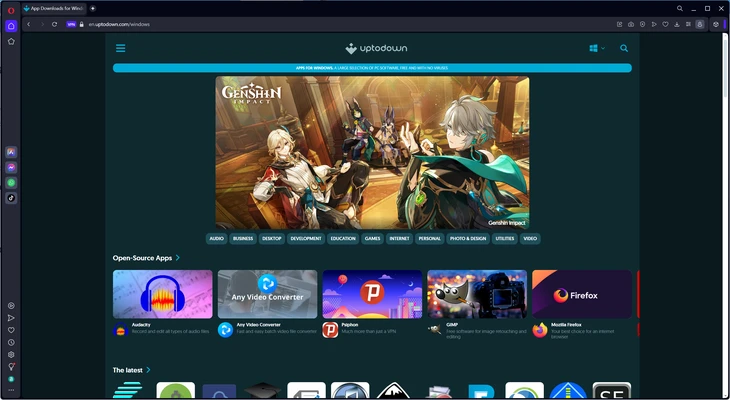 App Downloads for Wind
VPN
en.uptodown.com/windows
uptodown
APPS FOR WINDOWS. A LARGE SELECTION OF PC SOFTWARE, FREE AND WITH NO VIRUSES
GENSHIN
IMPACT
Genshin Impact
AUDIO BUSINESS DESKTOP DEVELOPMENT EDUCATION GAMES INTERNET PERSONAL PHOTO & DESIGN UTILITIES VIDEO
Open-Source Apps
Any Video Converter
Firefox
Audacity
Record and edit all types of audio files
Any Video Converter
Fast and easy batch video file converter
Psiphon
Much more than a VPN
GIMP
Free software for image retouching and
editing
Mozilla Firefox
Your best choice for an internet
browser
The latest
SF